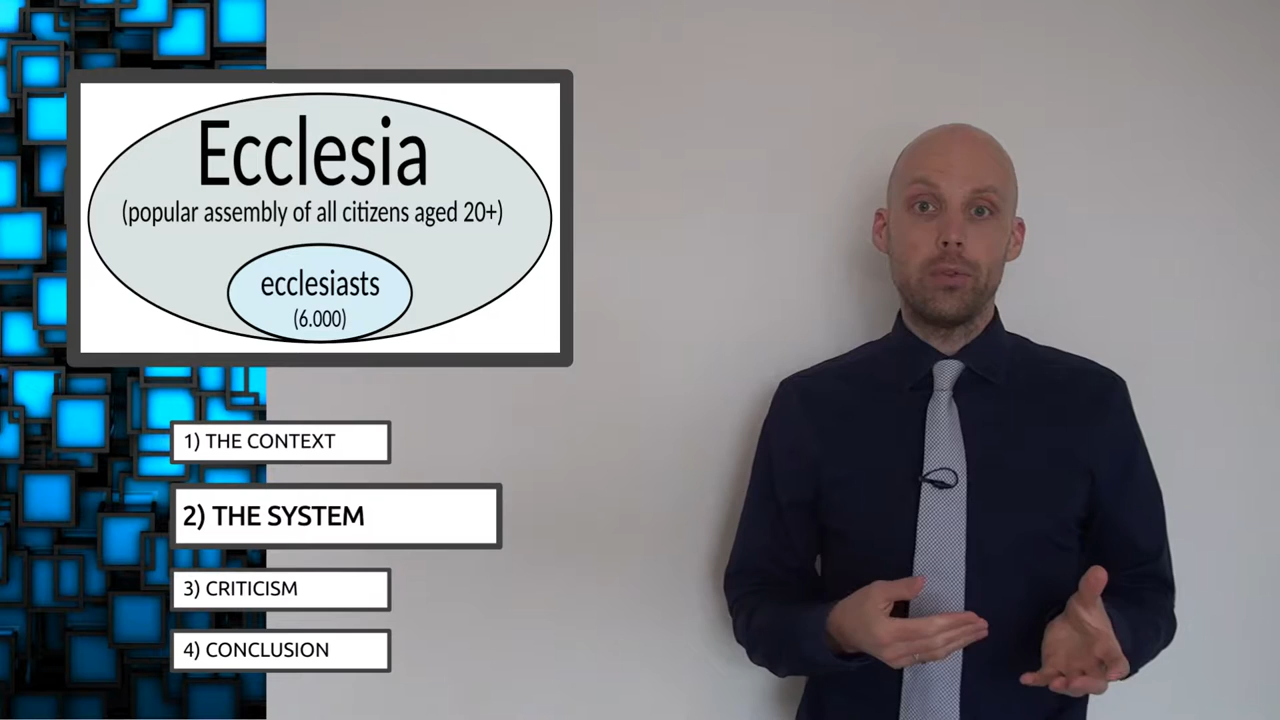 Ecclesia
(popular assembly of all citizens aged 20+)
ecclesiasts
(6.000)
1) THE CONTEXT
2) THE SYSTEM
3) CRITICISM
4) CONCLUSION